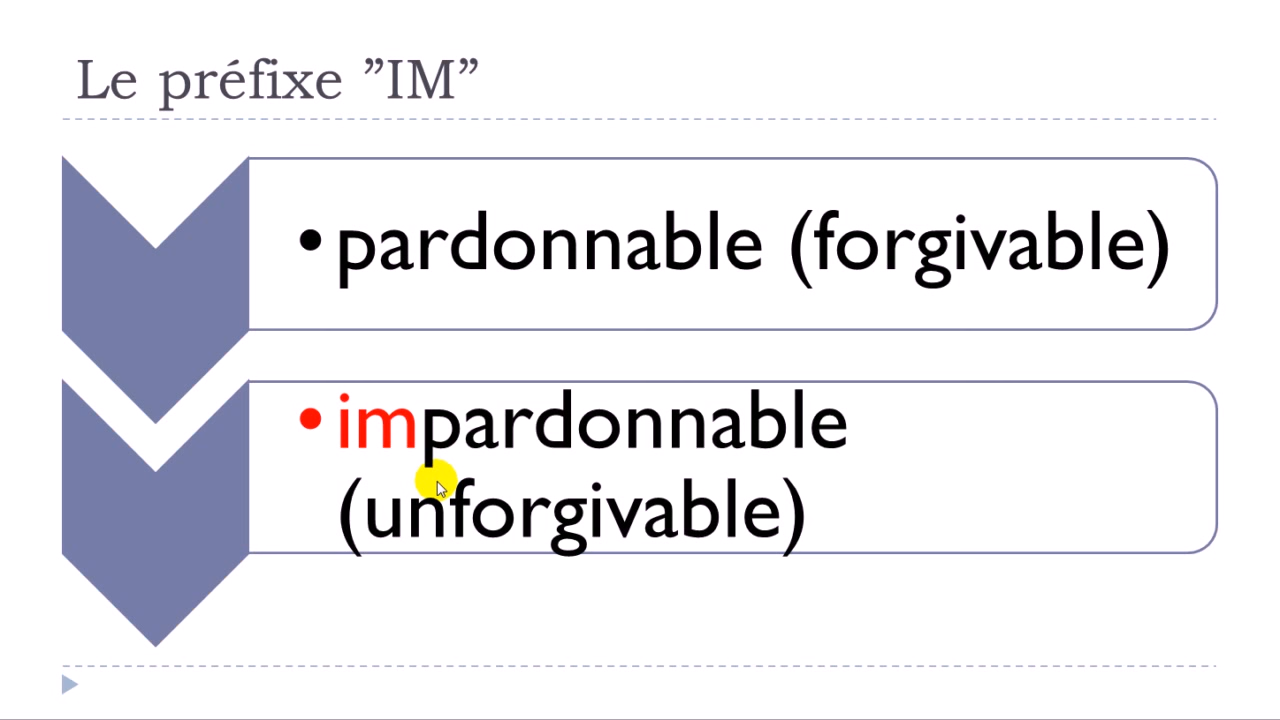 Le préfixe ”IM”
•pardonnable (forgivable)
•impardonnable
(unforgivable)